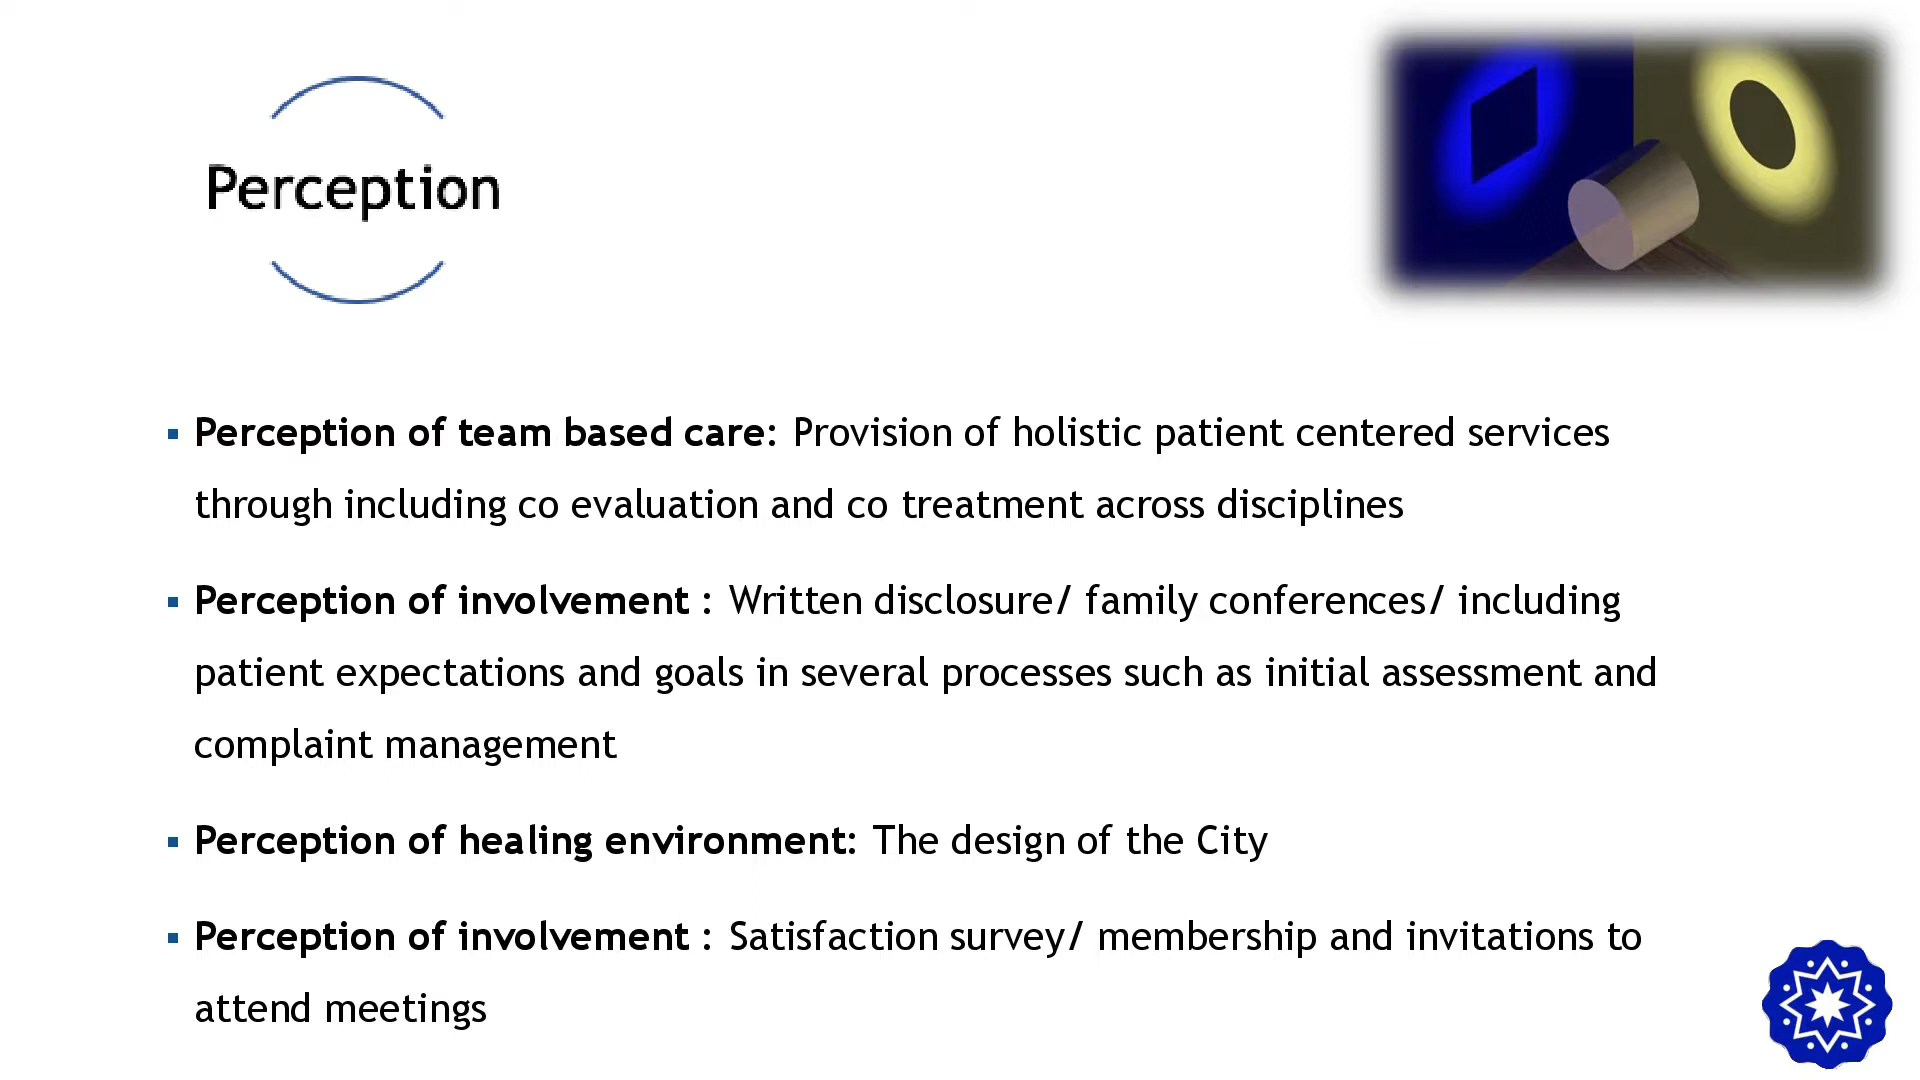 Perception
▪ Perception of team based care: Provision of holistic patient centered services
through including co evaluation and co treatment across disciplines
▪ Perception of involvement : Written disclosure/ family conferences/ including
patient expectations and goals in several processes such as initial assessment and
complaint management
▪ Perception of healing environment: The design of the City
▪ Perception of involvement : Satisfaction survey/ membership and invitations to
attend meetings